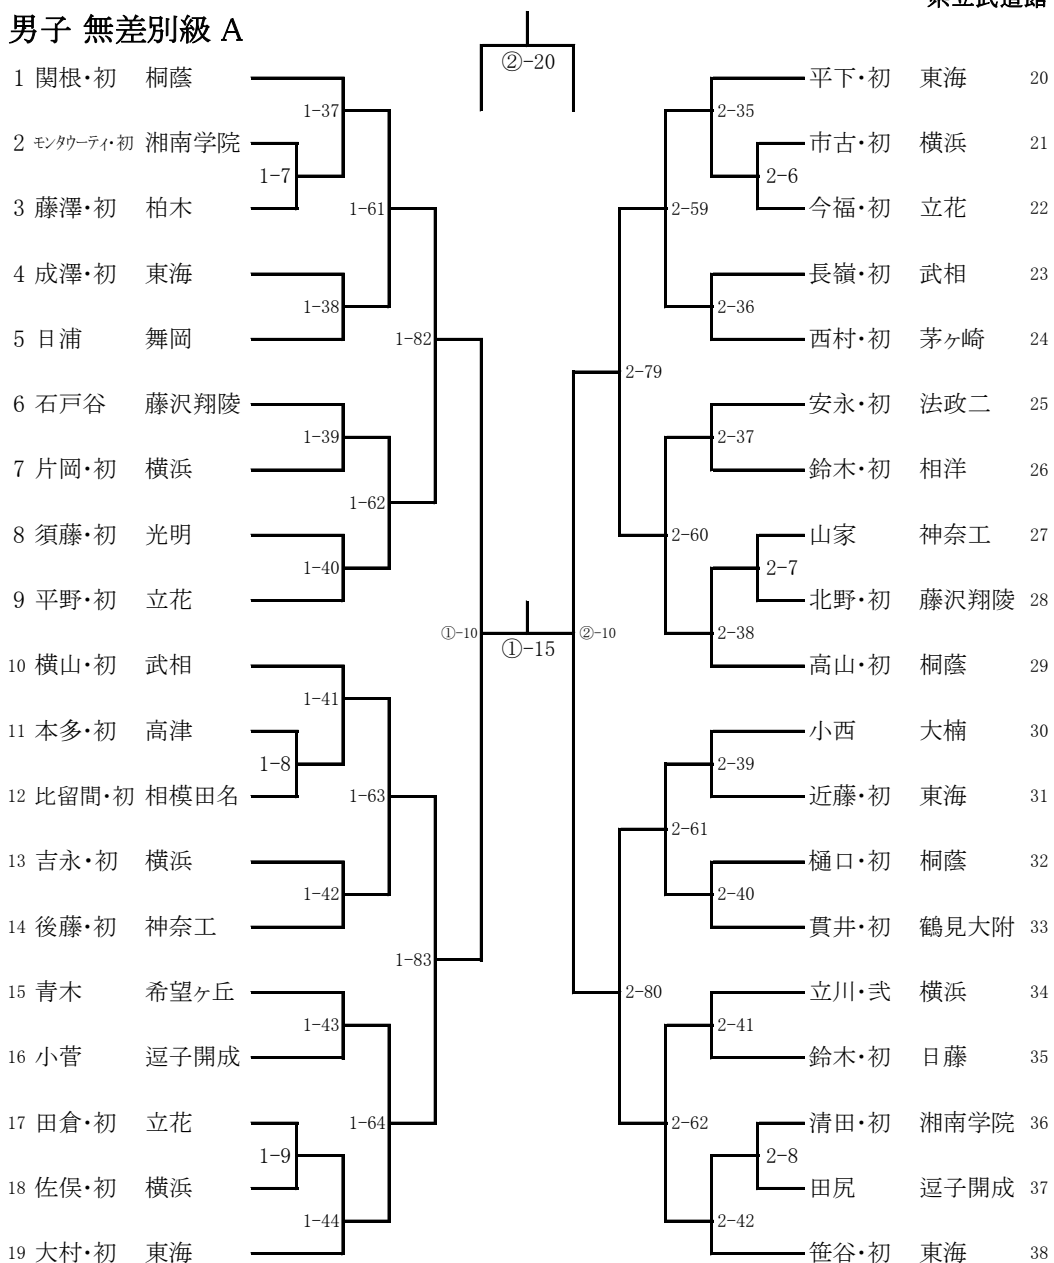 県立武道館
男子 無差別級 A
②-20
1 関根・初 桐蔭
1-37
2 モンタウーティ・初 湘南学院
1-7
3 藤澤・初 柏木
1-61
4 成澤・初 東海
1-38
5 日浦 舞岡
1-82
6 石戸谷 藤沢翔陵
1-39
7 片岡・初 横浜
1-62
8 須藤・初 光明
1-40
9 平野・初 立花
①-10
10 横山・初 武相
1-41
11 本多・初 高津
1-8
12 比留間・初 相模田名
1-63
13 吉永・初 横浜
1-42
14 後藤・初 神奈工
1-83
15 青木 希望ヶ丘
1-43
16 小菅 逗子開成
17 田倉・初 立花
1-64
1-9
18 佐俣・初 横浜
1-44
19 大村・初 東海
①-15
平下・初 東海 20
2-35
市古・初 横浜 21
2-6
今福・初 立花 22
2-59
長嶺・初 武相 23
2-36
西村・初 茅ヶ崎 24
2-79
安永・初 法政二 25
2-37
鈴木・初 相洋 26
2-60
山家 神奈工 27
2-7
北野・初 藤沢翔陵 28
2-38
②-10
高山・初 桐蔭 29
小西 大楠 30
2-39
近藤・初 東海 31
2-61
樋口・初 桐蔭 32
2-40
貫井・初 鶴見大附 33
2-80
立川・弐 横浜 34
2-41
鈴木・初 日藤 35
2-62
清田・初 湘南学院 36
2-8
田尻 逗子開成 37
2-42
笹谷・初 東海 38